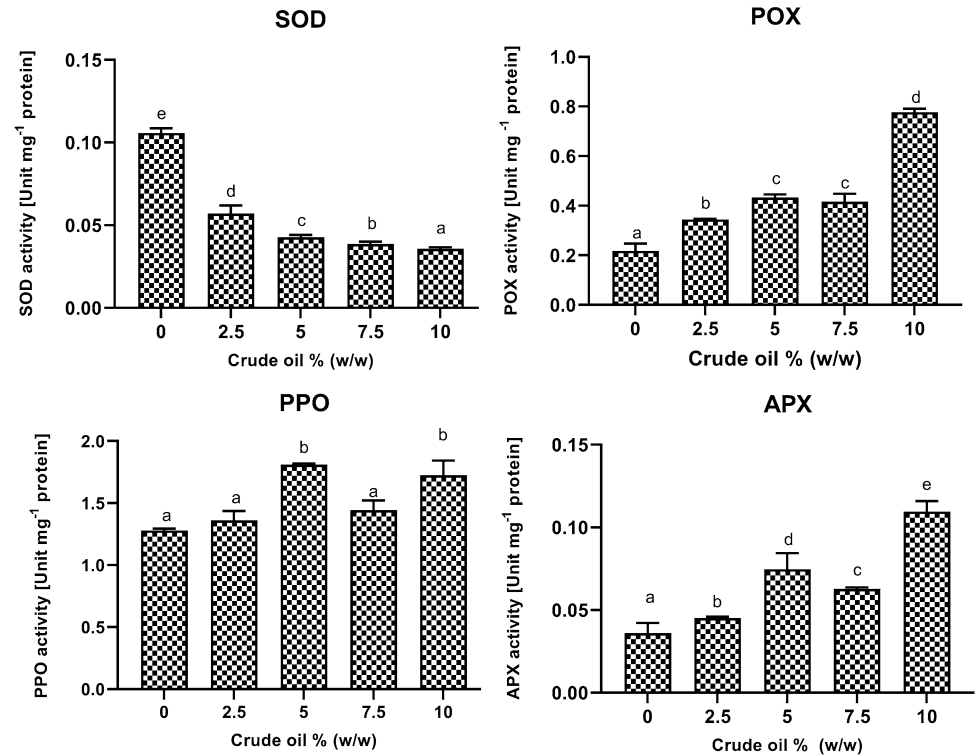 SOD
SOD activity [Unit mg-1 protein]
0.15
0.10
0.05
0.00
e
d
c
b
a
0 2.5 5 7.5 10
Crude oil % (w/w)
POX
POX activity [Unit mg-1 protein]
1.0
0.8
0.6
0.4
0.2
0.0
a
b
c
c
d
0 2.5 5 7.5 10
Crude oil % (w/w)
PPO
PPO activity [Unit mg-1 protein]
2.0
1.5
1.0
0.5
0.0
a
a
b
a
b
0 2.5 5 7.5 10
Crude oil % (w/w)
APX
APX activity [Unit mg-1 protein]
0.15
0.10
0.05
0.00
a
b
d
c
e
0 2.5 5 7.5 10
Crude oil % (w/w)